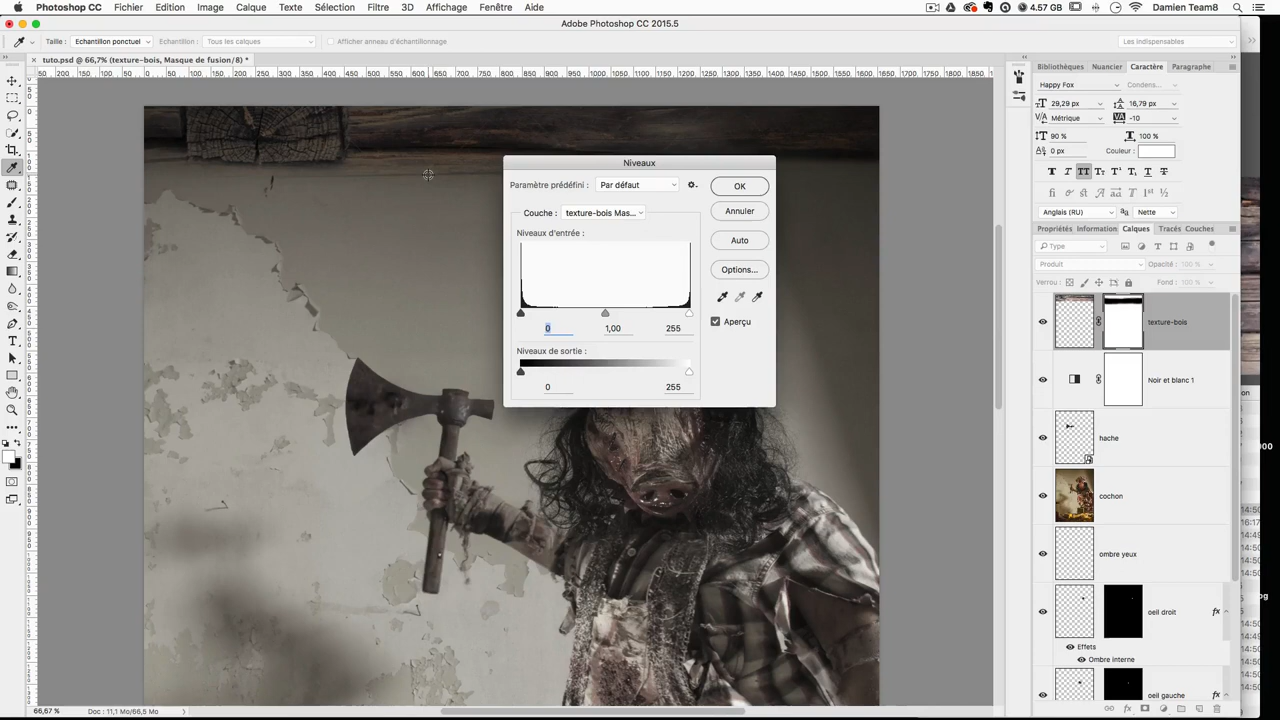 Photoshop CC Fichier Edition Image Calque Texte Sélection Filtre 3D Affichage Fenêtre Aide 4.57 GB Damien Team8
Adobe Photoshop CC 2015.5
Taille : Echantillon ponctuel Echantillon : Tous les calques Afficher anneau d'échantillonnage Les indispensables
× tuto.psd @ 66,7% (texture-bois, Masque de fusion/8) *
Niveaux
Paramètre prédéfini : Par défaut
OK
Couche : texture-bois Mas...
Annuler
Niveaux d'entrée :
Auto
Options...
Aperçu
0 1,00 255
Niveaux de sortie :
0 255
Bibliothèques Nuancier Caractère Paragraphe
Happy Fox Condens...
29,29 px 16,79 px
Métrique -10
90 % 100 %
0 px Couleur :
Anglais (RU) Nette
Propriétés Information Calques Tracés Couches
Type
Produit Opacité : 100 %
Verrou : Fond : 100 %
texture-bois
Noir et blanc 1
hache
cochon
ombre yeux
oeil droit fx
Effets
Ombre interne
oeil gauche fx
66,67% Doc : 11,1 Mo/66,5 Mo